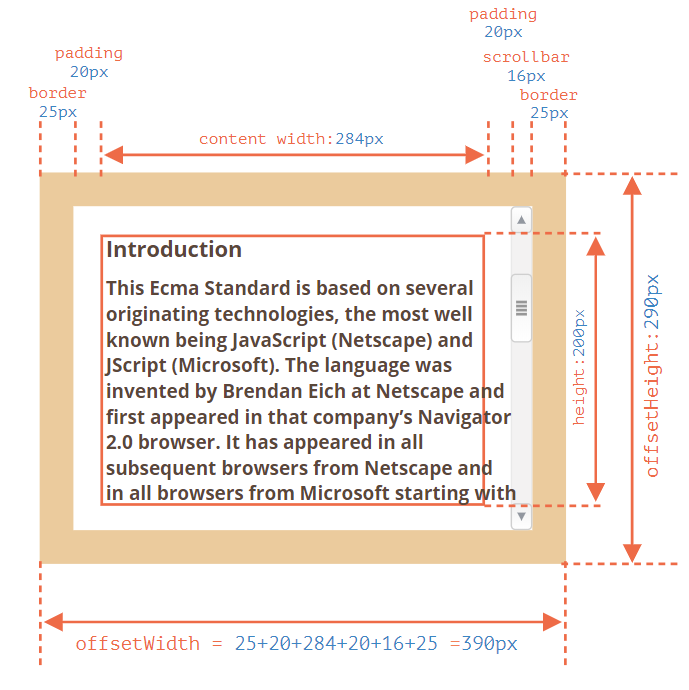 padding
20px
padding
20px
scrollbar
16px
border
25px
border
25px
content width:284px
Introduction
This Ecma Standard is based on several
originating technologies, the most well
known being JavaScript (Netscape) and
JScript (Microsoft). The language was
invented by Brendan Eich at Netscape and
first appeared in that company’s Navigator
2.0 browser. It has appeared in all
subsequent browsers from Netscape and
in all browsers from Microsoft starting with
height:200px
offsetHeight:290px
offsetWidth = 25+20+284+20+16+25 =390px